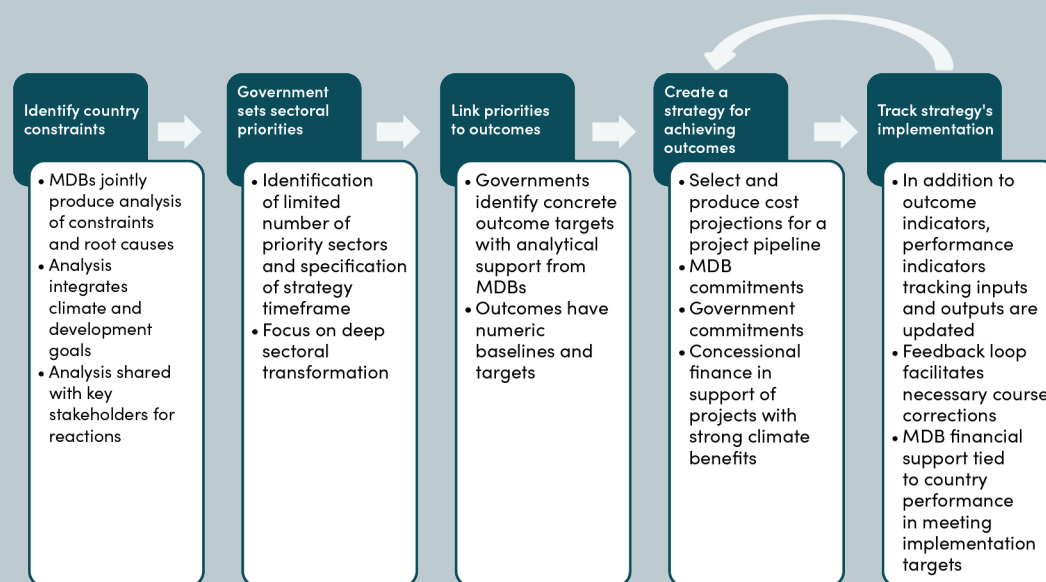 Identify country
constraints
• MDBs jointly
produce analysis
of constraints
and root causes
• Analysis
integrates
climate and
development
goals
• Analysis shared
with key
stakeholders for
reactions
Government
sets sectoral
priorities
• Identification
of limited
number of
priority sectors
and specification
of strategy
timeframe
• Focus on deep
sectoral
transformation
Link priorities
to outcomes
• Governments
identify concrete
outcome targets
with analytical
support from
MDBs
• Outcomes have
numeric
baselines and
targets
Create a
strategy for
achieving
outcomes
• Select and
produce cost
projections for a
project pipeline
• MDB
commitments
• Government
commitments
• Concessional
finance in
support of
projects with
strong climate
benefits
Track strategy's
implementation
• In addition to
outcome
indicators,
performance
indicators
tracking inputs
and outputs are
updated
• Feedback loop
facilitates
necessary course
corrections
• MDB financial
support tied
to country
performance
in meeting
implementation
targets